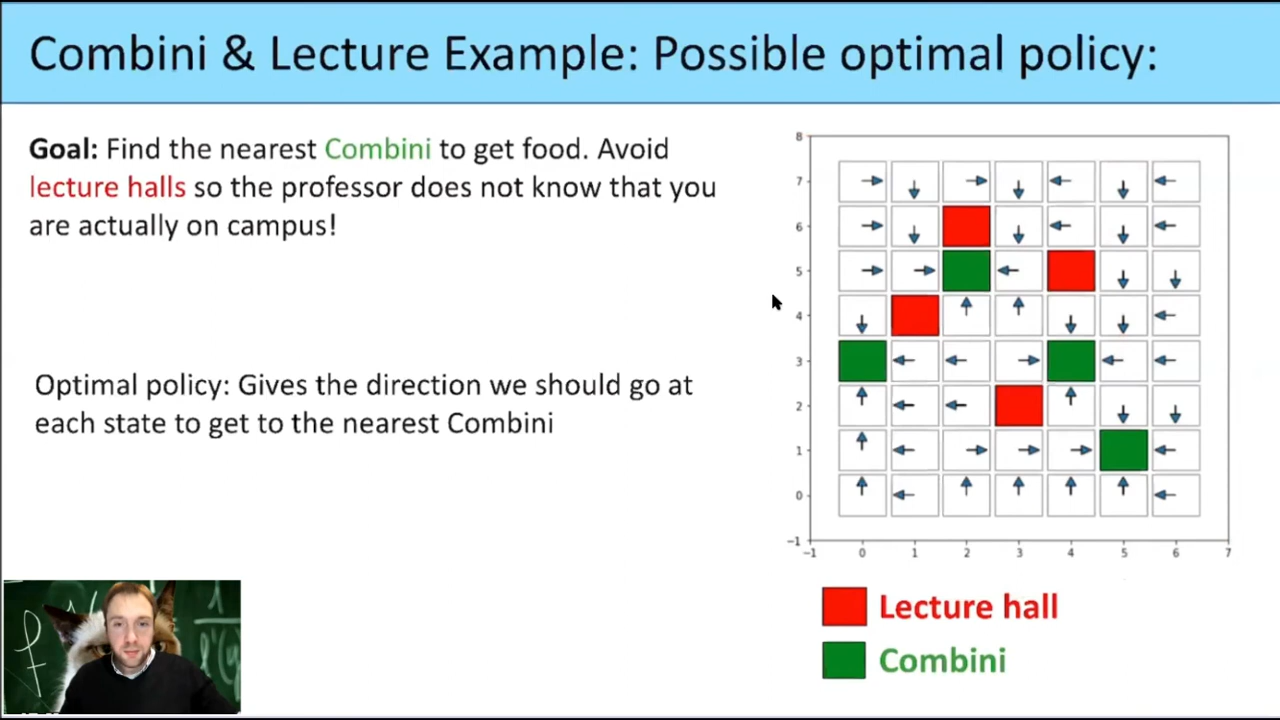 Combini & Lecture Example: Possible optimal policy:
Goal: Find the nearest Combini to get food. Avoid
lecture halls so the professor does not know that you
are actually on campus!
Optimal policy: Gives the direction we should go at
each state to get to the nearest Combini
8
7
6
5
4
3
2
1
0
−1
−1 0 1 2 3 4 5 6 7
Lecture hall
Combini